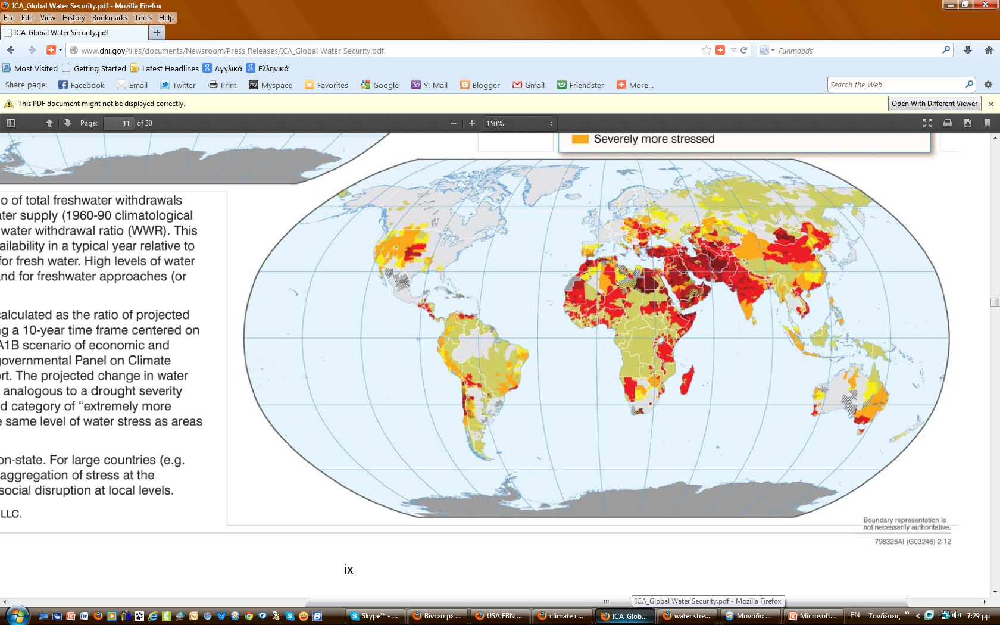 ICA_Global Water Security.pdf - Mozilla Firefox
File Edit View History Bookmarks Tools Help
ICA_Global Water Security.pdf
www.dni.gov/files/documents/Newsroom/Press Releases/ICA_Global Water Security.pdf
Funmoods
Most Visited Getting Started Latest Headlines Αγγλικά Ελληνικά
Share page: Facebook Email Twitter Print Myspace Favorites Google Y! Mail Blogger Gmail Friendster More...
Search the Web
This PDF document might not be displayed correctly.
Open With Different Viewer
Page: 11 of 30
150%
Severely more stressed
o of total freshwater withdrawals
ater supply (1960-90 climatological
water withdrawal ratio (WWR). This
ailability in a typical year relative to
for fresh water. High levels of water
and for freshwater approaches (or
calculated as the ratio of projected
ng a 10-year time frame centered on
A1B scenario of economic and
governmental Panel on Climate
ort. The projected change in water
analogous to a drought severity
d category of “extremely more
e same level of water stress as areas
on-state. For large countries (e.g.
aggregation of stress at the
social disruption at local levels.
LLC.
Boundary representation is
not necessarily authoritative.
798325AI (G03246) 2-12
ix
ICA_Global Water Security.pdf - Mozilla Firefox
Skype™ - ...
Βίντεο με ...
USA EBN ...
climate c...
ICA_Glob...
water stre...
Μονάδα ...
Microsoft...
EN
Συνδέσεις
7:29 μμ